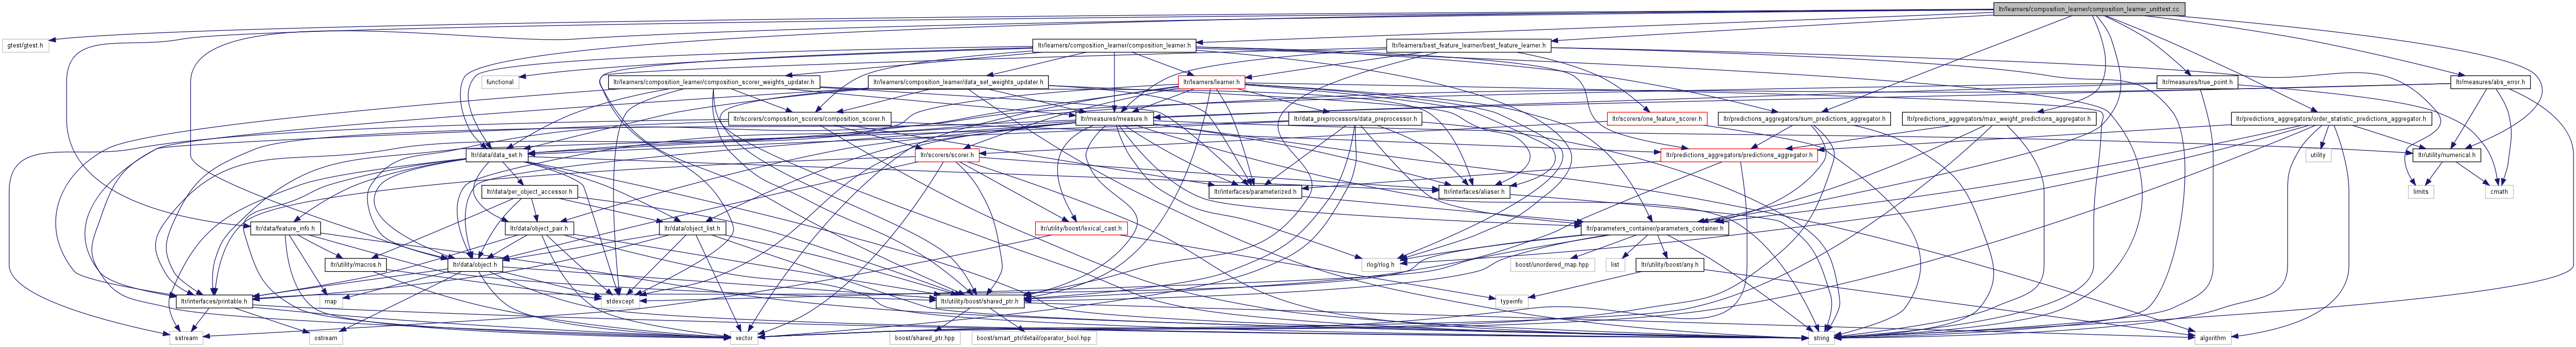 ltr/learners/composition_learner/composition_learner_unittest.cc
gtest/gtest.h
ltr/learners/composition_learner/composition_learner.h
ltr/learners/best_feature_learner/best_feature_learner.h
functional
ltr/learners/composition_learner/composition_scorer_weights_updater.h
ltr/learners/composition_learner/data_set_weights_updater.h
ltr/learners/learner.h
ltr/measures/true_point.h
ltr/measures/abs_error.h
ltr/scorers/composition_scorers/composition_scorer.h
ltr/measures/measure.h
ltr/data_preprocessors/data_preprocessor.h
ltr/scorers/one_feature_scorer.h
ltr/predictions_aggregators/sum_predictions_aggregator.h
ltr/predictions_aggregators/max_weight_predictions_aggregator.h
ltr/predictions_aggregators/order_statistic_predictions_aggregator.h
ltr/data/data_set.h
ltr/scorers/scorer.h
ltr/predictions_aggregators/predictions_aggregator.h
utility
ltr/utility/numerical.h
ltr/data/per_object_accessor.h
ltr/interfaces/parameterized.h
ltr/interfaces/aliaser.h
limits
cmath
ltr/data/feature_info.h
ltr/data/object_pair.h
ltr/data/object_list.h
ltr/utility/boost/lexical_cast.h
ltr/parameters_container/parameters_container.h
ltr/utility/macros.h
ltr/data/object.h
rlog/rlog.h
boost/unordered_map.hpp
list
ltr/utility/boost/any.h
ltr/interfaces/printable.h
map
stdexcept
ltr/utility/boost/shared_ptr.h
typeinfo
sstream
ostream
vector
boost/shared_ptr.hpp
boost/smart_ptr/detail/operator_bool.hpp
string
algorithm